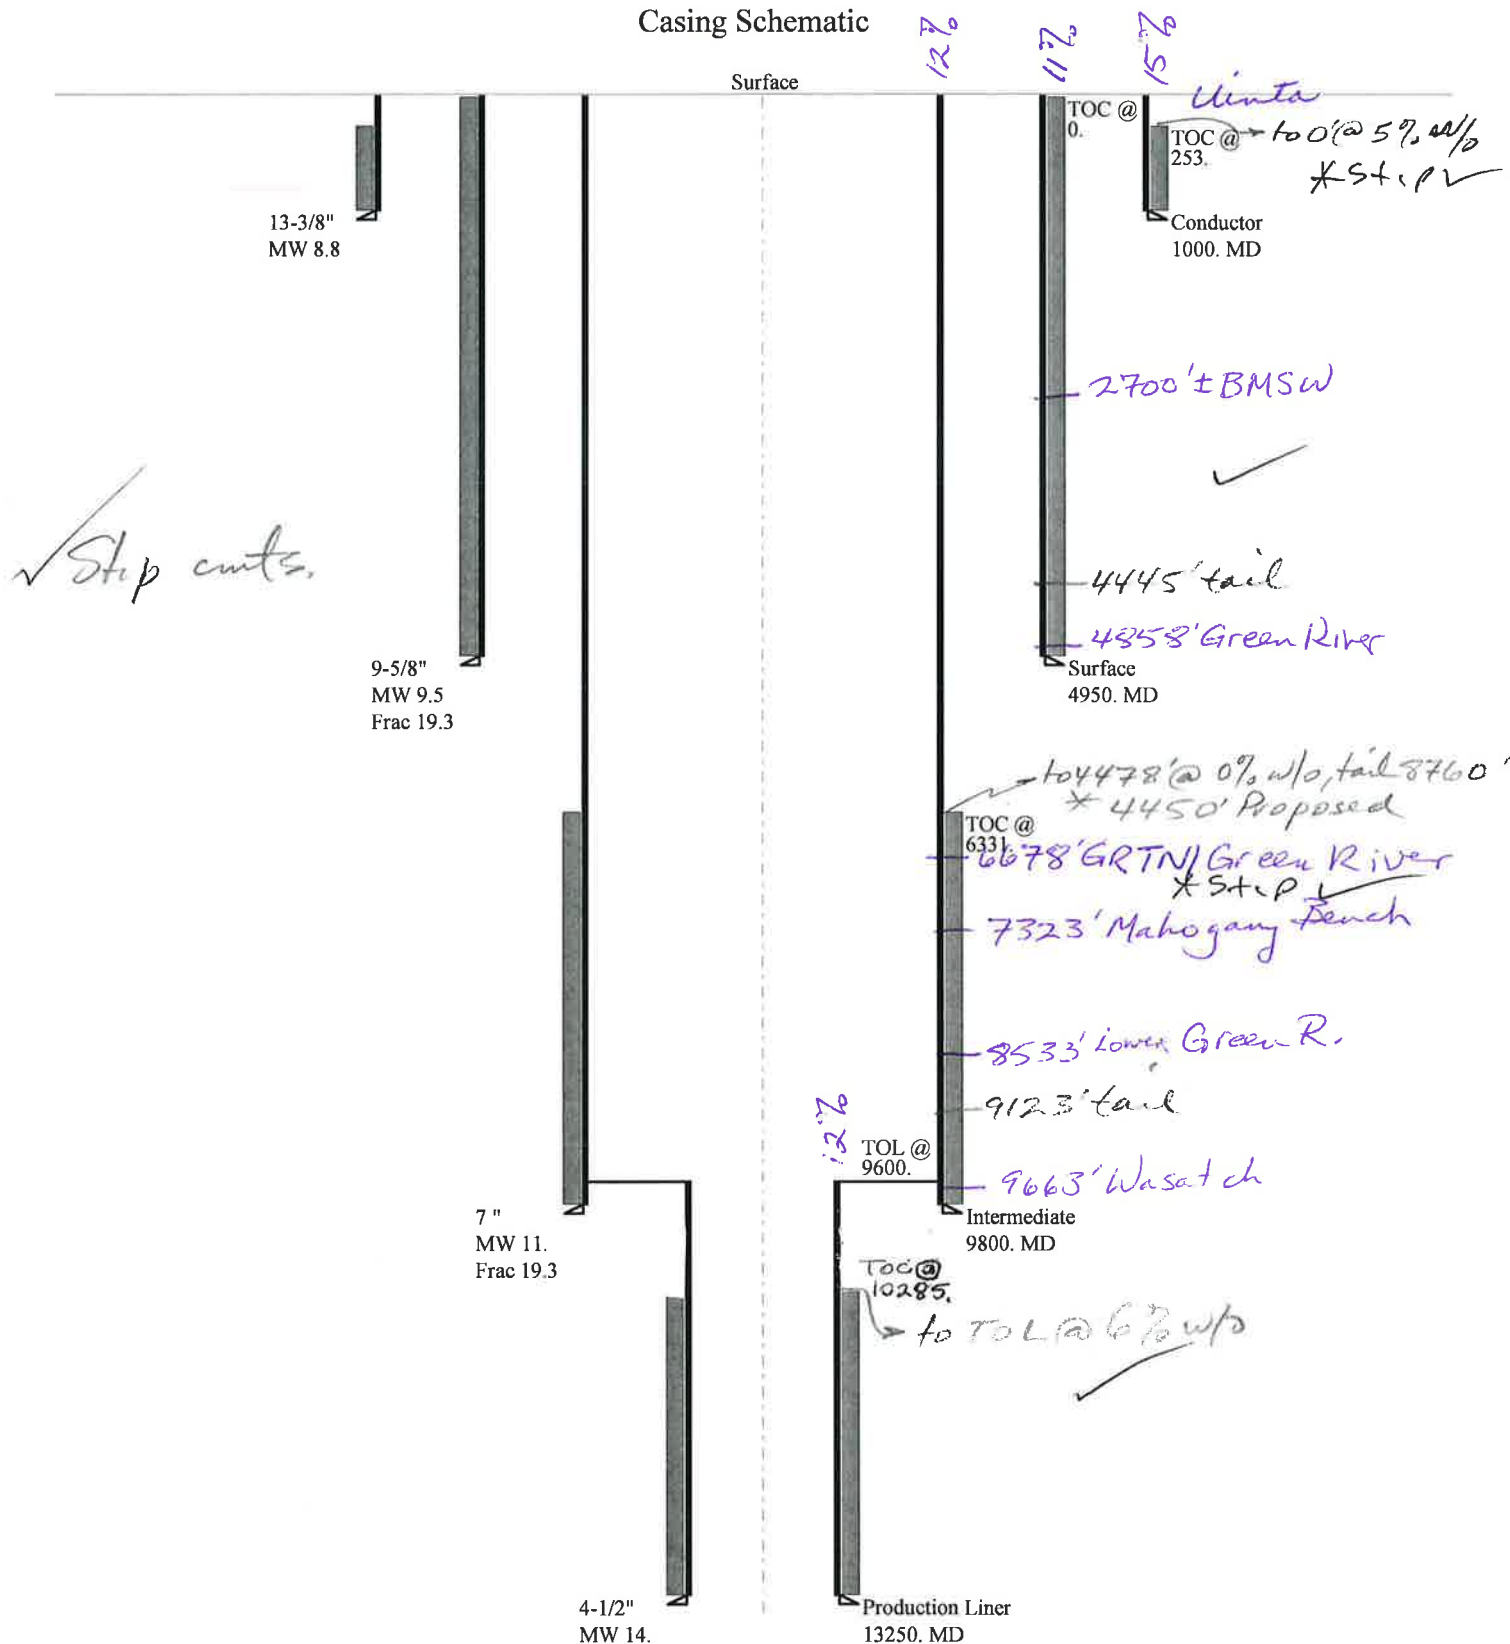 Casing Schematic
12%
11%
15%
Surface
Uinta
TOC @
0.
TOC @
253.
to 0' @ 5% w/o
*Stip ✓
13-3/8"
MW 8.8
Conductor
1000. MD
2700' ± BMSW
✓
✓ Stip cmts.
4445' tail
4858' Green River
9-5/8"
MW 9.5
Frac 19.3
Surface
4950. MD
to 4478' @ 0% w/o, tail 8760'
* 4450' Proposed
TOC @
6331.
6678' GRTN/Green River
*Stip ✓
7323' Mahogany Bench
8533' Lower Green R.
9123' tail
12%
TOL @
9600.
9663' Wasatch
7 "
MW 11.
Frac 19.3
Intermediate
9800. MD
TOC @
10285.
to TOL @ 6% w/o
✓
4-1/2"
MW 14.
Production Liner
13250. MD